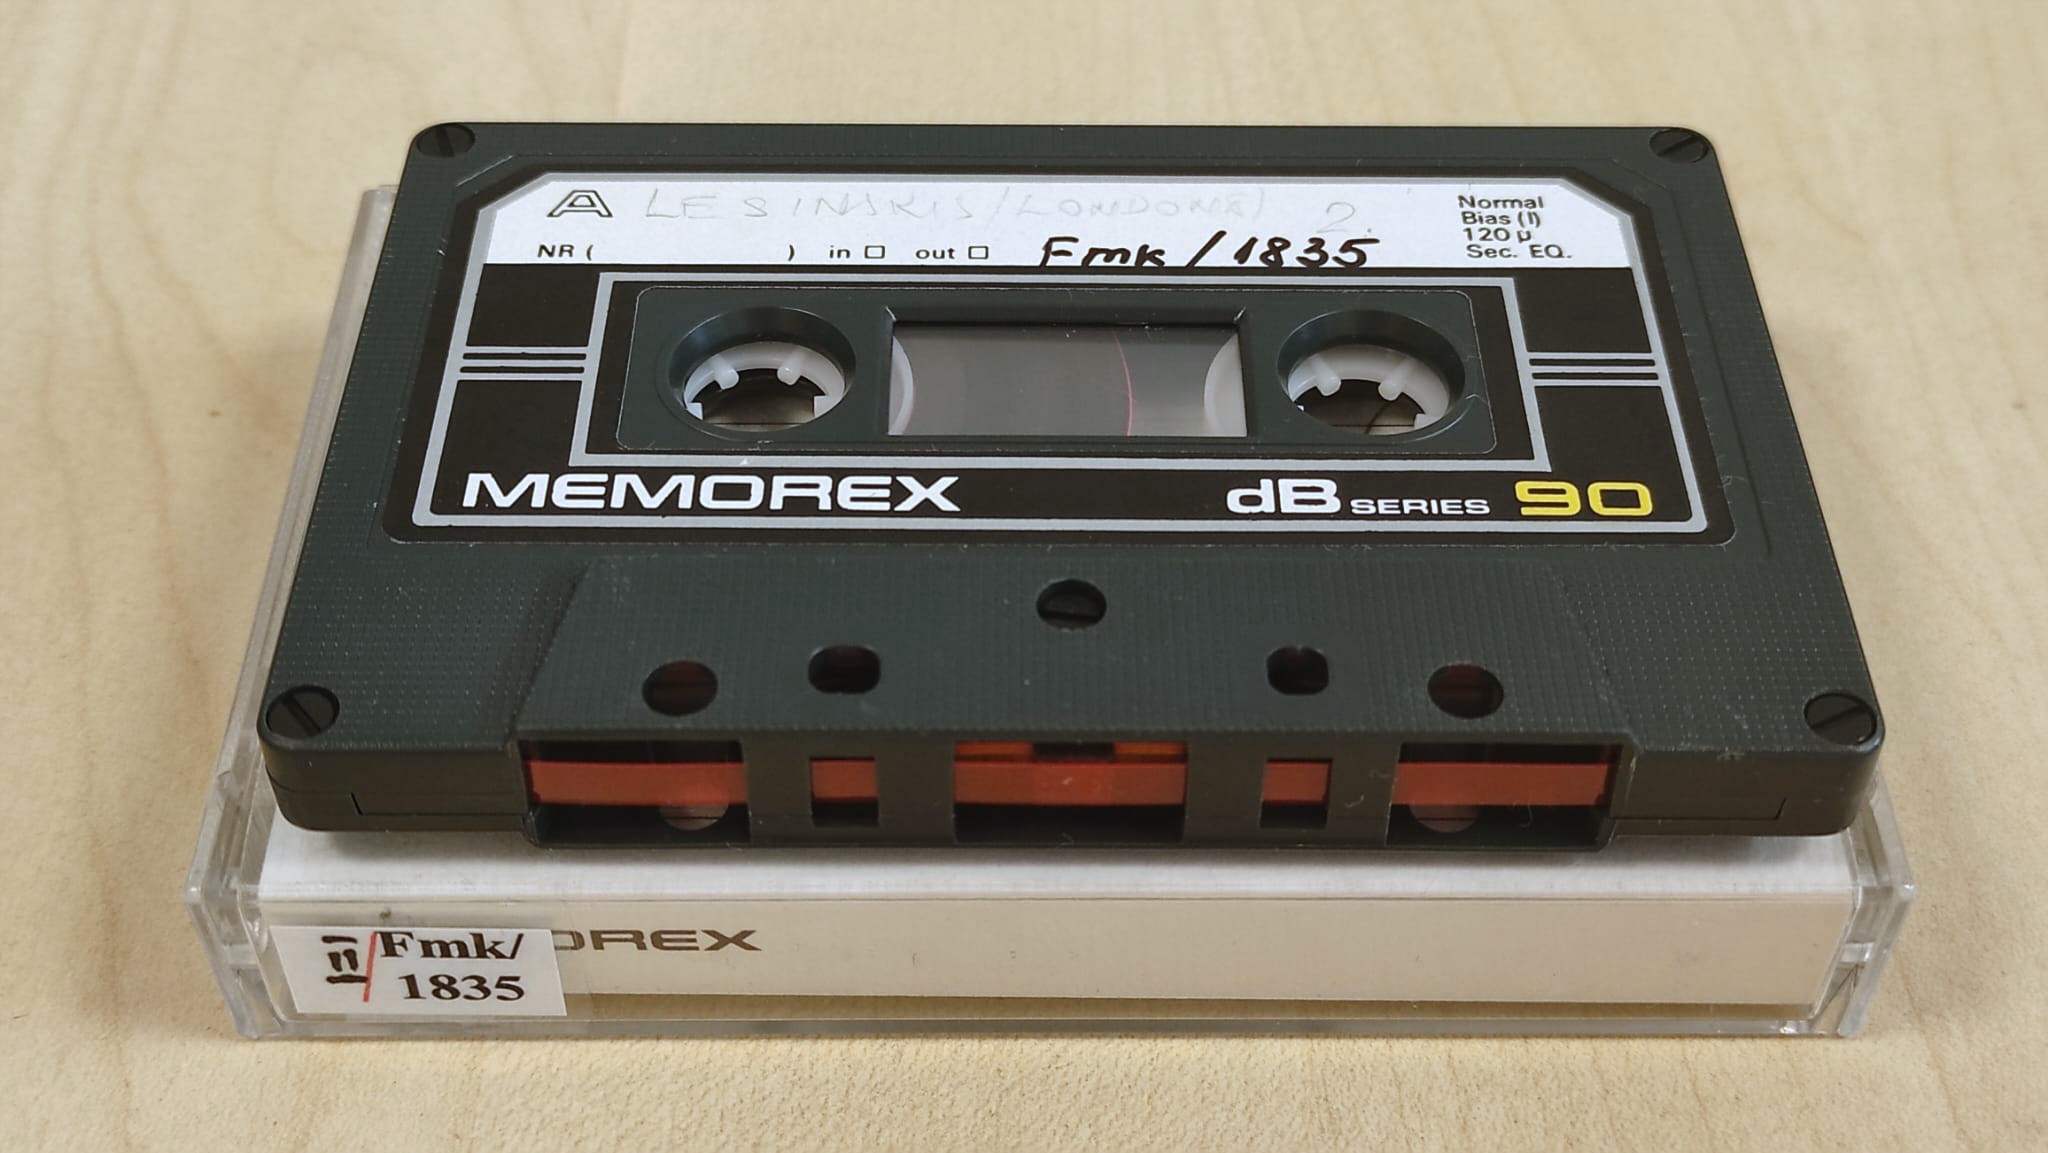 A LESINSKIS/LONDONĀ/ 2.
Normal
Bias (I)
120 µ
Sec. EQ.
NR ( ) in out Fmk/1835
MEMOREX dB SERIES 90
OREX
Fmk/
1835